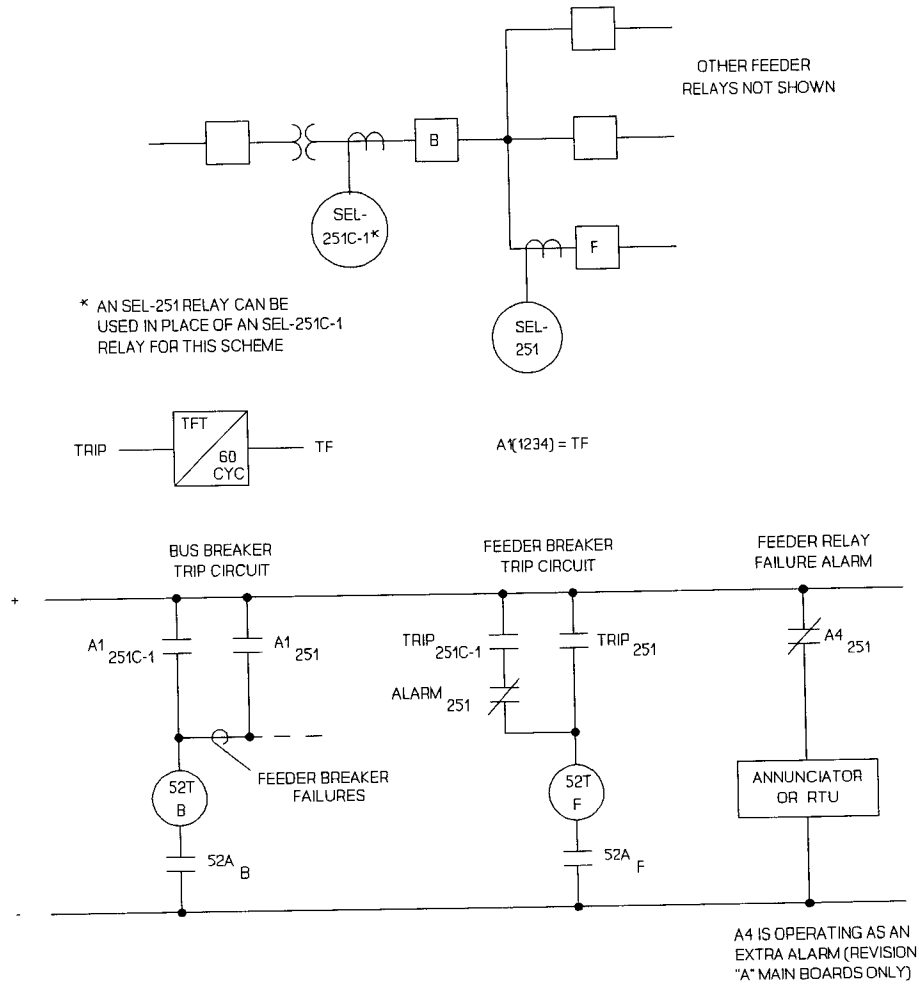 OTHER FEEDER
RELAYS NOT SHOWN
B
SEL-
251C-1*
F
SEL-
251
* AN SEL-251 RELAY CAN BE
USED IN PLACE OF AN SEL-251C-1
RELAY FOR THIS SCHEME
TRIP
TFT
60
CYC
TF
A1(1234) = TF
BUS BREAKER
TRIP CIRCUIT
FEEDER BREAKER
TRIP CIRCUIT
FEEDER RELAY
FAILURE ALARM
+
A1 251C-1
A1 251
TRIP 251C-1
TRIP 251
A4 251
ALARM 251
FEEDER BREAKER
FAILURES
52T
B
52T
F
ANNUNCIATOR
OR RTU
52A B
52A F
-
A4 IS OPERATING AS AN
EXTRA ALARM (REVISION
"A" MAIN BOARDS ONLY)